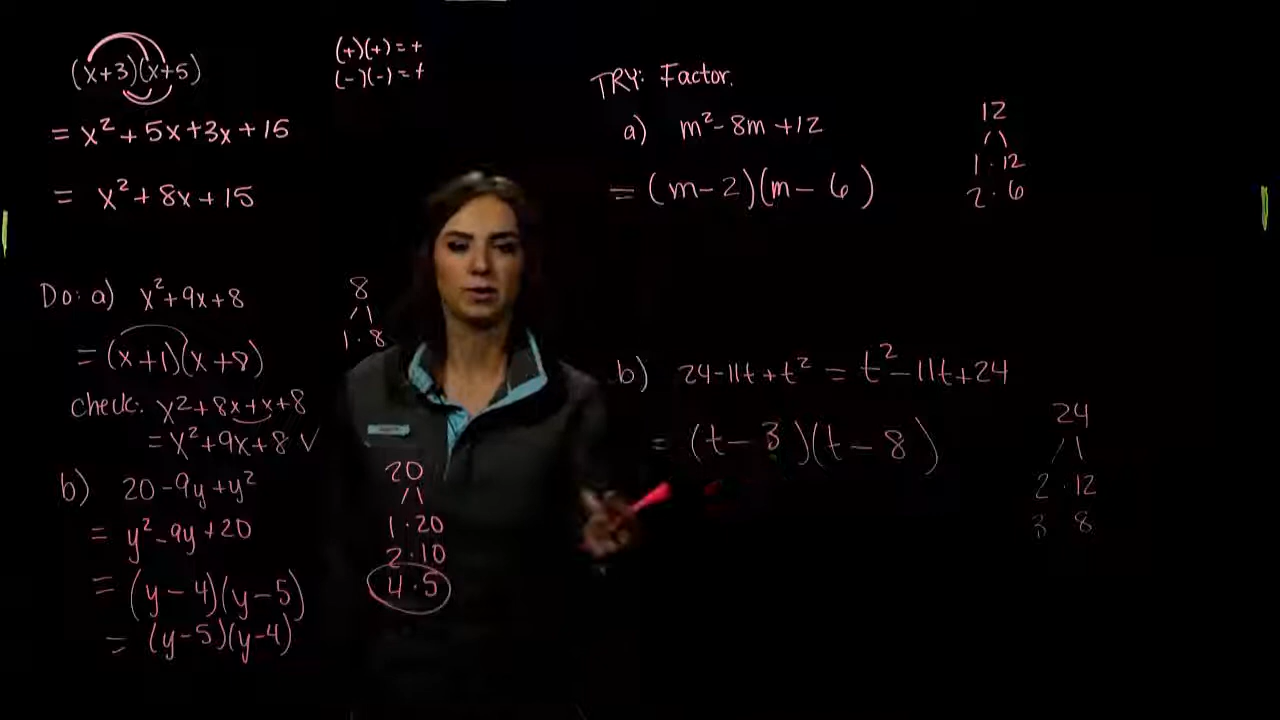 (x+3)(x+5)
= x² + 5x + 3x + 15
= x² + 8x + 15
(+)(+) = +
(-)(-) = +
Do: a) x² + 9x + 8
= (x+1)(x+8)
check: x² + 8x + x + 8
= x² + 9x + 8 √
8
1 · 8
b) 20 - 9y + y²
= y² - 9y + 20
= (y - 4)(y - 5)
= (y - 5)(y - 4)
20
1 · 20
2 · 10
4 · 5
TRY: Factor.
a) m² - 8m + 12
= (m - 2)(m - 6)
12
1 · 12
2 · 6
b) 24 - 11t + t² = t² - 11t + 24
= (t - 3)(t - 8)
24
2 · 12
3 8